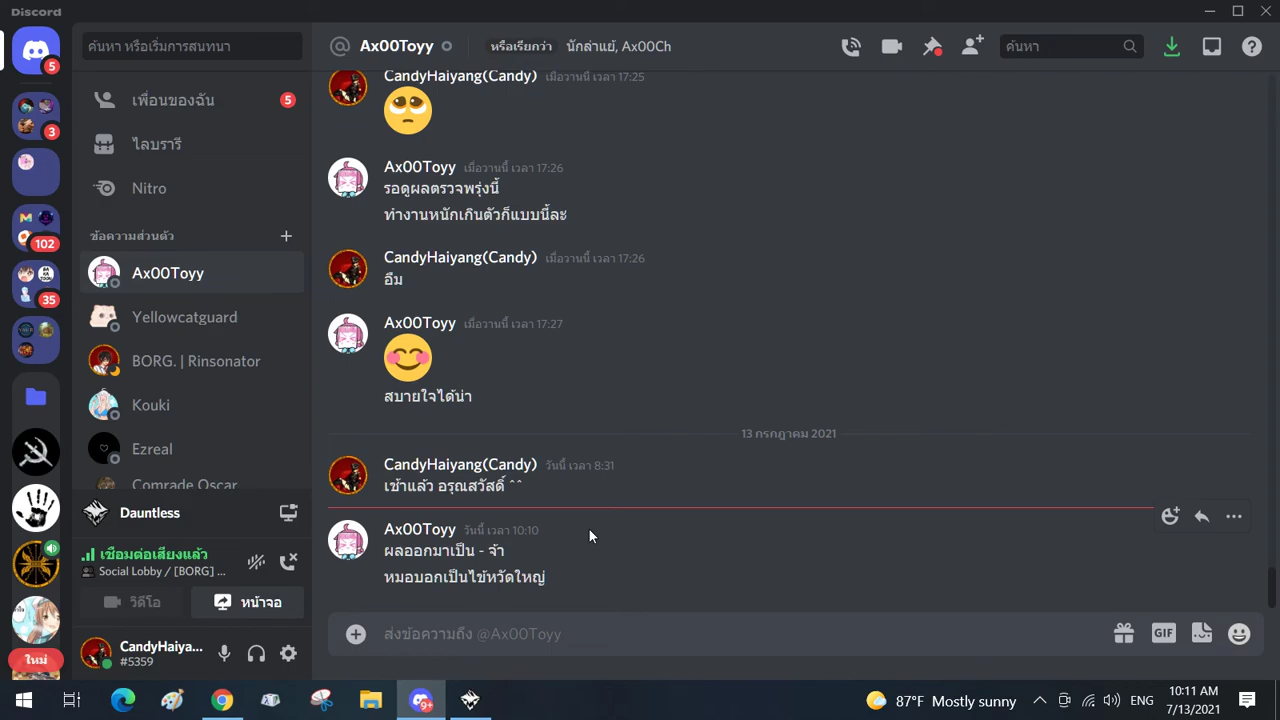 Discord
5
3
102
35
ใหม่
ค้นหา หรือเริ่มการสนทนา
เพื่อนของฉัน
5
ไลบรารี
Nitro
ข้อความส่วนตัว
Ax00Toyy
Yellowcatguard
BORG. | Rinsonator
Kouki
Ezreal
Comrade Oscar
Dauntless
เชื่อมต่อเสียงแล้ว
Social Lobby / [BORG] ...
วิดีโอ
หน้าจอ
CandyHaiya...
#5359
Ax00Toyy
หรือเรียกว่า นักล่าแย้, Ax00Ch
ค้นหา
CandyHaiyang(Candy) เมื่อวานนี้ เวลา 17:25
Ax00Toyy เมื่อวานนี้ เวลา 17:26
รอดูผลตรวจพรุ่งนี้
ทำงานหนักเกินตัวก็แบบนี้ละ
CandyHaiyang(Candy) เมื่อวานนี้ เวลา 17:26
อืม
Ax00Toyy เมื่อวานนี้ เวลา 17:27
สบายใจได้น่า
13 กรกฎาคม 2021
CandyHaiyang(Candy) วันนี้ เวลา 8:31
เช้าแล้ว อรุณสวัสดิ์ ^^
Ax00Toyy วันนี้ เวลา 10:10
ผลออกมาเป็น - จ้า
หมอบอกเป็นไข้หวัดใหญ่
ส่งข้อความถึง @Ax00Toyy
GIF
9+
87°F Mostly sunny
ENG
10:11 AM
7/13/2021